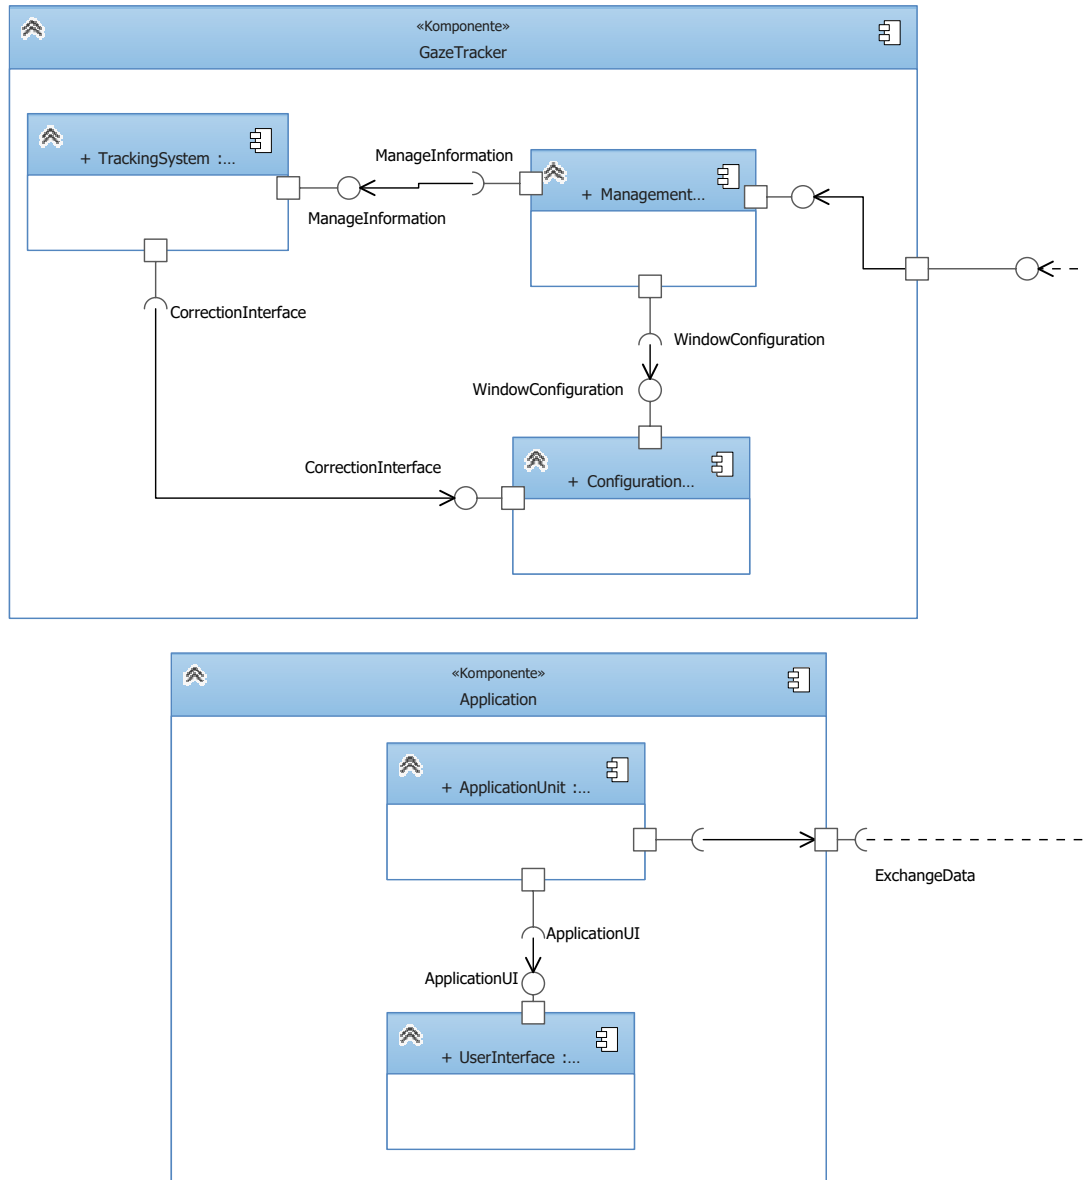 «Komponente»
GazeTracker
+ TrackingSystem :...
ManageInformation
+ Management...
ManageInformation
CorrectionInterface
WindowConfiguration
WindowConfiguration
CorrectionInterface
+ Configuration...
«Komponente»
Application
+ ApplicationUnit :...
ExchangeData
ApplicationUI
ApplicationUI
+ UserInterface :...